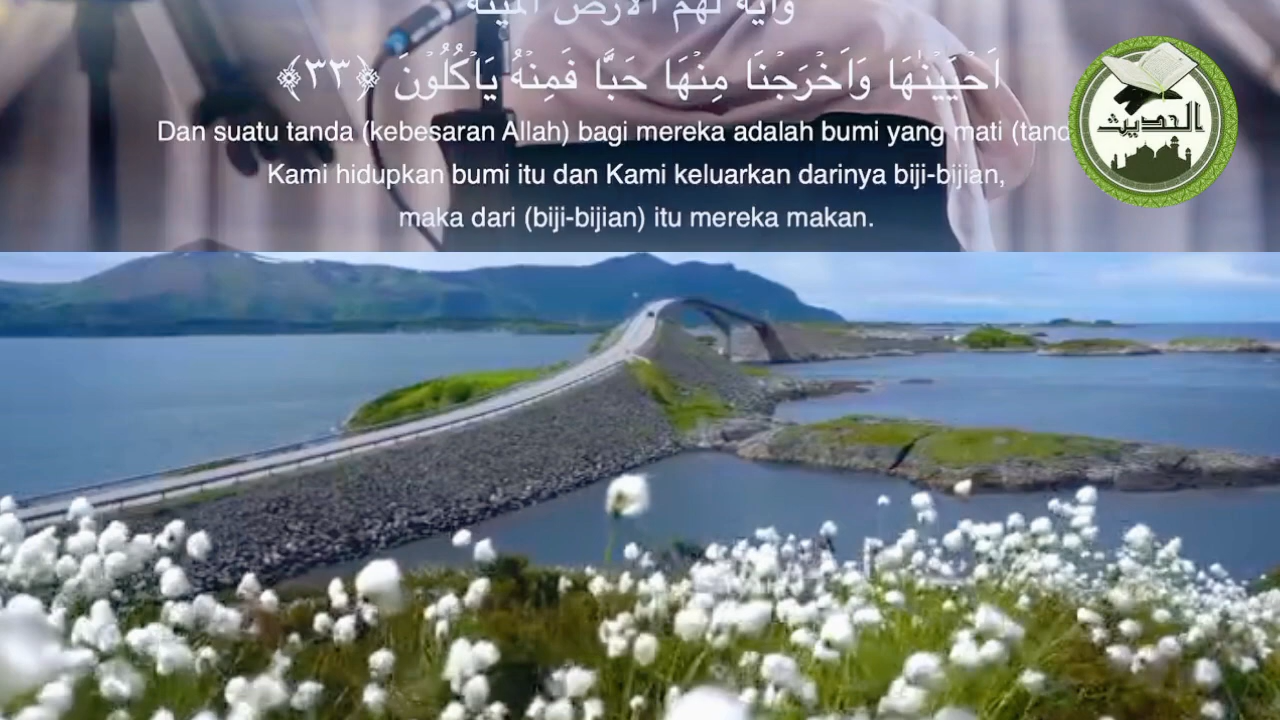 وَاٰيَةٌ لَّهُمُ الْاَرْضُ الْمَيْتَةُ
اَحْيَيْنٰهَا وَاَخْرَجْنَا مِنْهَا حَبًّا فَمِنْهُ يَاْكُلُوْنَ ﴿٣٣﴾
Dan suatu tanda (kebesaran Allah) bagi mereka adalah bumi yang mati (tand
Kami hidupkan bumi itu dan Kami keluarkan darinya biji-bijian,
maka dari (biji-bijian) itu mereka makan.
الحديث